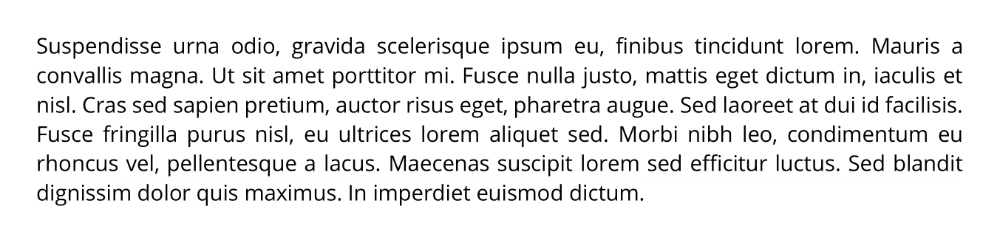 Suspendisse urna odio, gravida scelerisque ipsum eu, finibus tincidunt lorem. Mauris a
convallis magna. Ut sit amet porttitor mi. Fusce nulla justo, mattis eget dictum in, iaculis et
nisl. Cras sed sapien pretium, auctor risus eget, pharetra augue. Sed laoreet at dui id facilisis.
Fusce fringilla purus nisl, eu ultrices lorem aliquet sed. Morbi nibh leo, condimentum eu
rhoncus vel, pellentesque a lacus. Maecenas suscipit lorem sed efficitur luctus. Sed blandit
dignissim dolor quis maximus. In imperdiet euismod dictum.